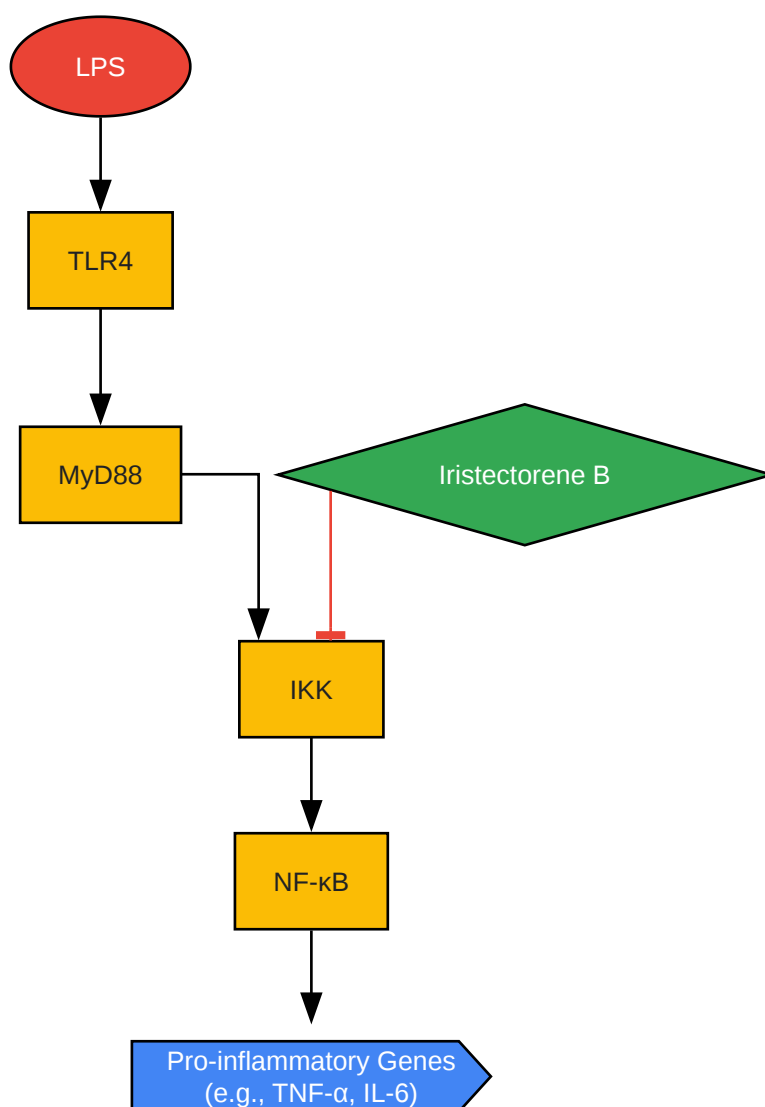 LPS
TLR4
MyD88
Iristectorene B
IKK
NF-κB
Pro-inflammatory Genes
(e.g., TNF-α, IL-6)